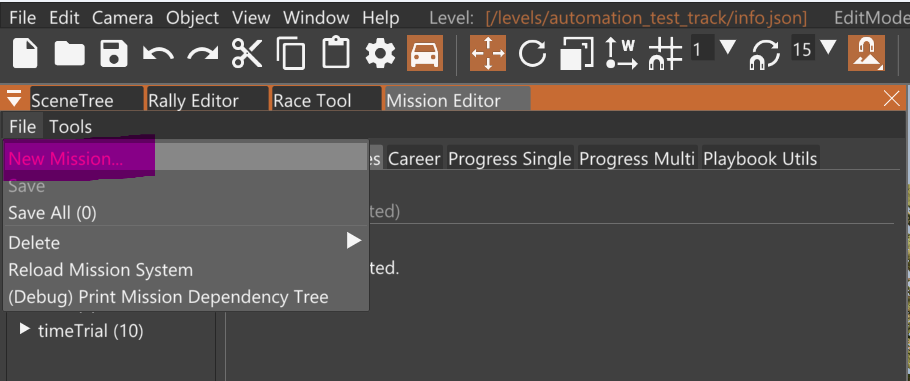 File Edit Camera Object View Window Help Level: [/levels/automation_test_track/info.json] EditMode
W 1 15
SceneTree Rally Editor Race Tool Mission Editor
File Tools
New Mission... es Career Progress Single Progress Multi Playbook Utils
Save
Save All (0) ted)
Delete
Reload Mission System ted.
(Debug) Print Mission Dependency Tree
timeTrial (10)